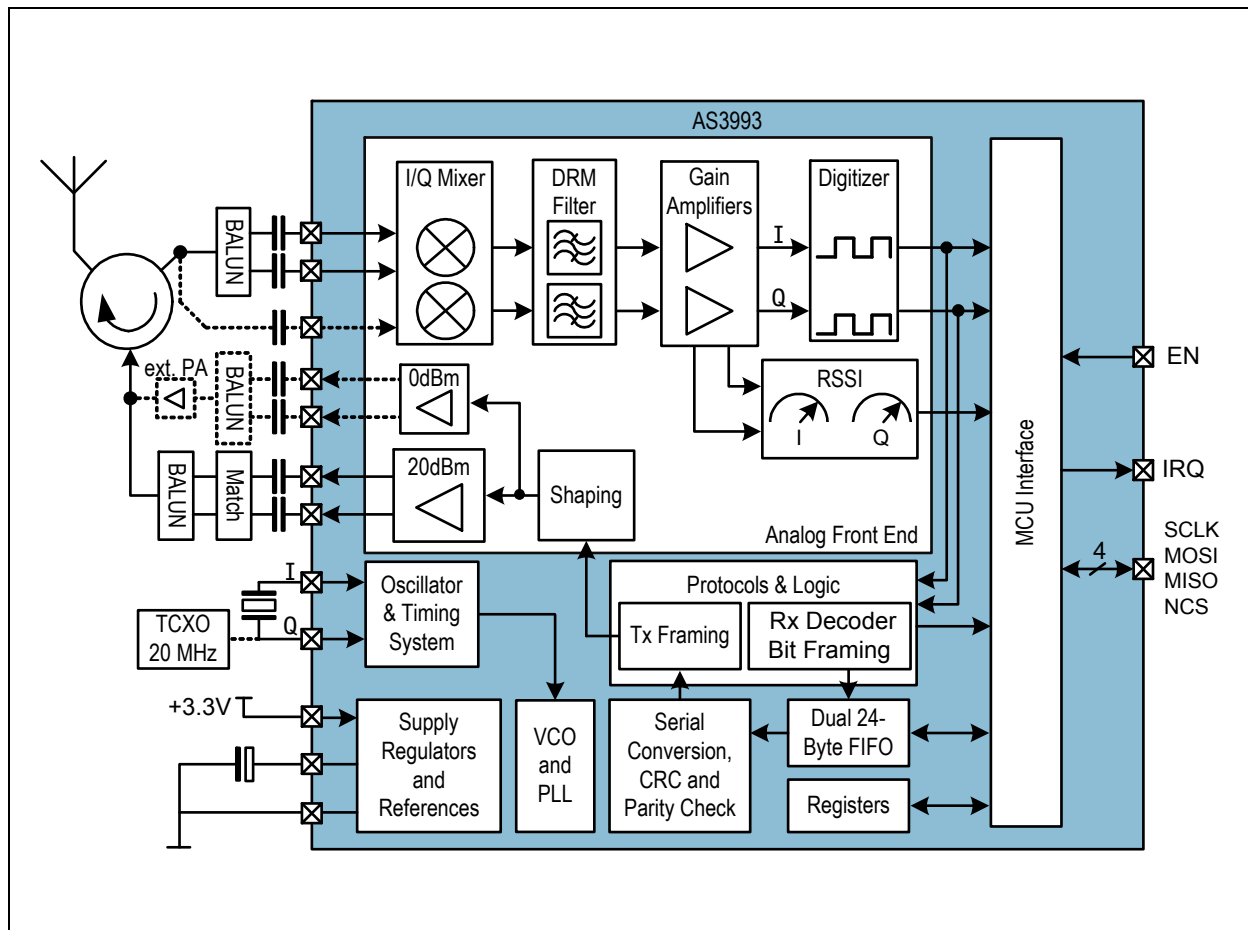 AS3993
I/Q Mixer
DRM
Filter
Gain
Amplifiers
Digitizer
I
Q
BALUN
ext. PA
BALUN
0dBm
RSSI
I
Q
20dBm
Shaping
BALUN
Match
Analog Front End
MCU Interface
EN
IRQ
4
SCLK
MOSI
MISO
NCS
I
Q
TCXO
20 MHz
Oscillator
& Timing
System
Protocols & Logic
Tx Framing
Rx Decoder
Bit Framing
+3.3V
Supply
Regulators
and
References
VCO
and
PLL
Serial
Conversion,
CRC and
Parity Check
Dual 24-
Byte FIFO
Registers